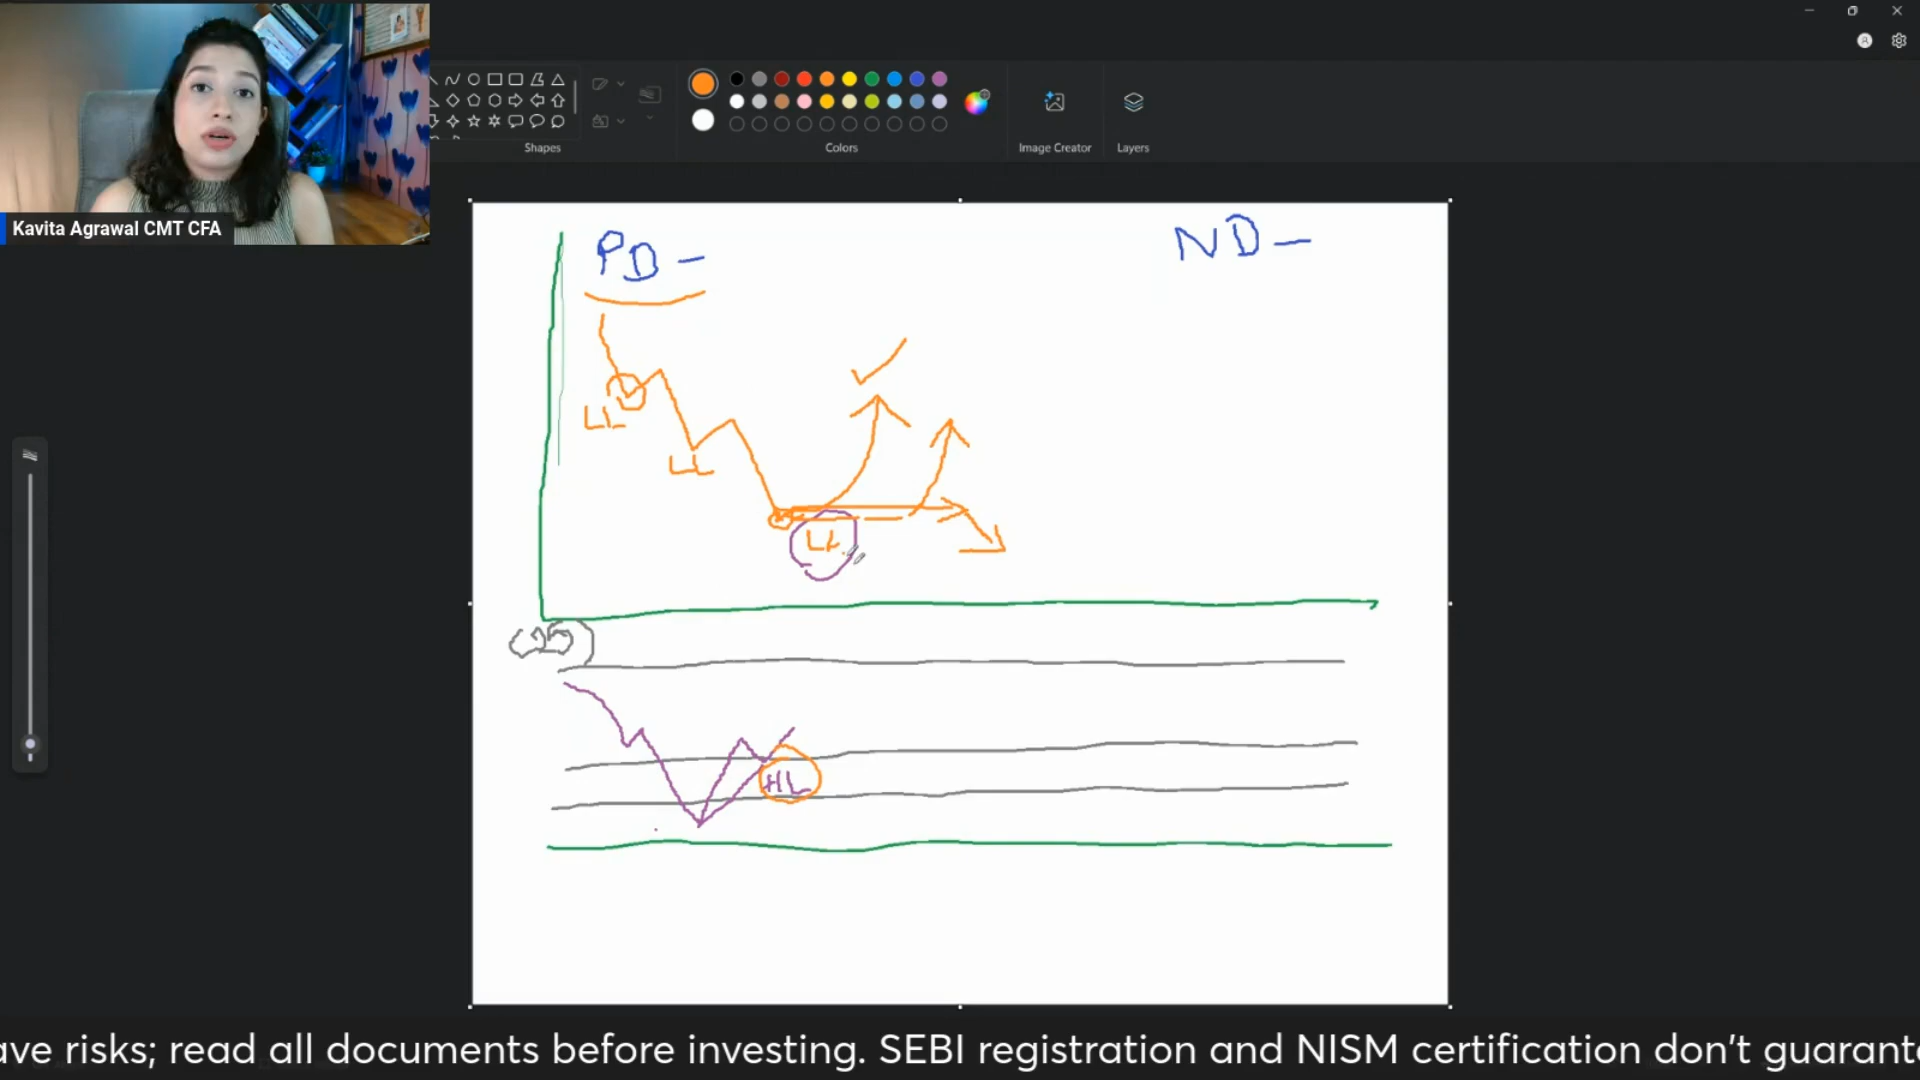 Kavita Agrawal CMT CFA
Shapes
Colors
Image Creator
Layers
PD -
ND -
LL
LL
LL
HL
ave risks; read all documents before investing. SEBI registration and NISM certification don't guarant